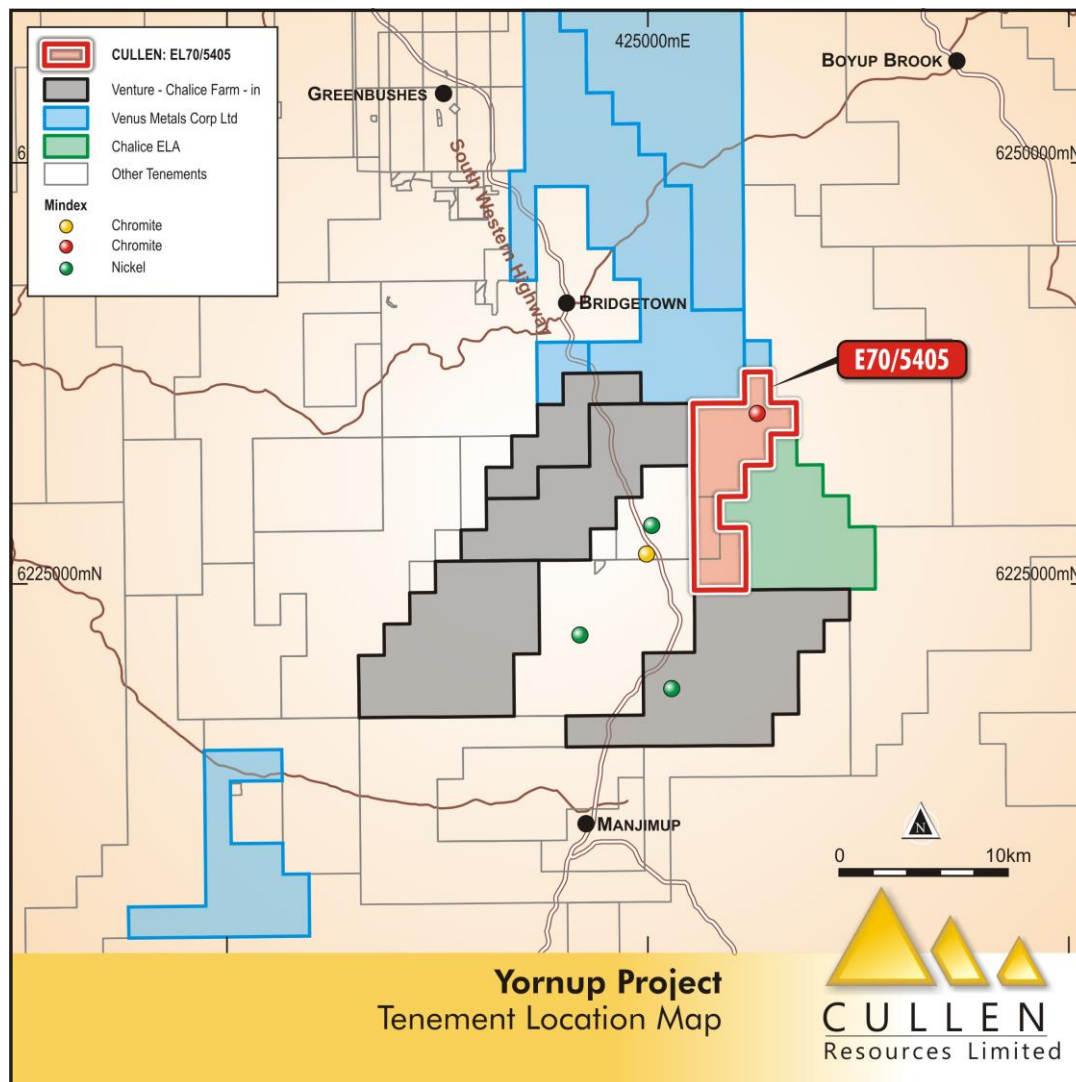 CULLEN: EL70/5405
Venture - Chalice Farm - in
Venus Metals Corp Ltd
Chalice ELA
Other Tenements
Mindex
Chromite
Chromite
Nickel
425000mE
BOYUP BROOK
GREENBUSHES
6
6250000mN
South Western Highway
BRIDGETOWN
E70/5405
6225000mN
6225000mN
MANJIMUP
N
0 10km
Yornup Project
Tenement Location Map
CULLEN
Resources Limited